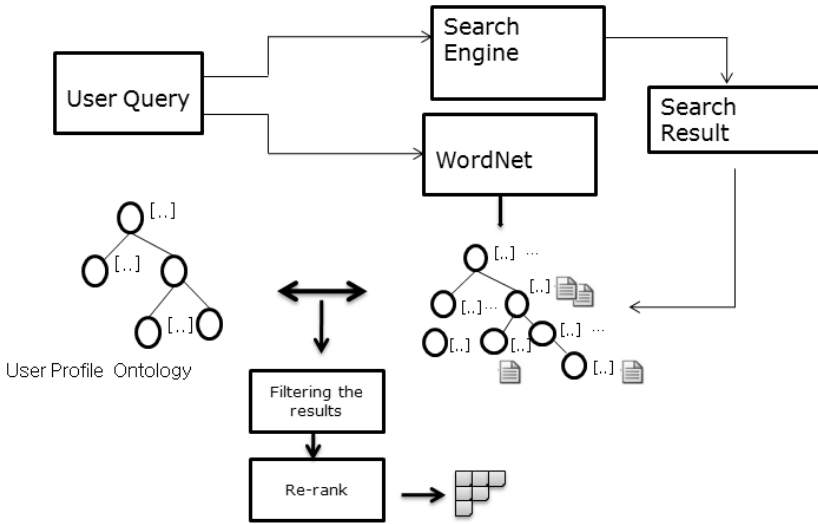 Search
Engine
User Query
Search
Result
WordNet
[..]
[..]
[..]
User Profile Ontology
[..] ...
[..]
[..]...
[..] ...
[..]
[..]
[..]
Filtering the
results
Re-rank